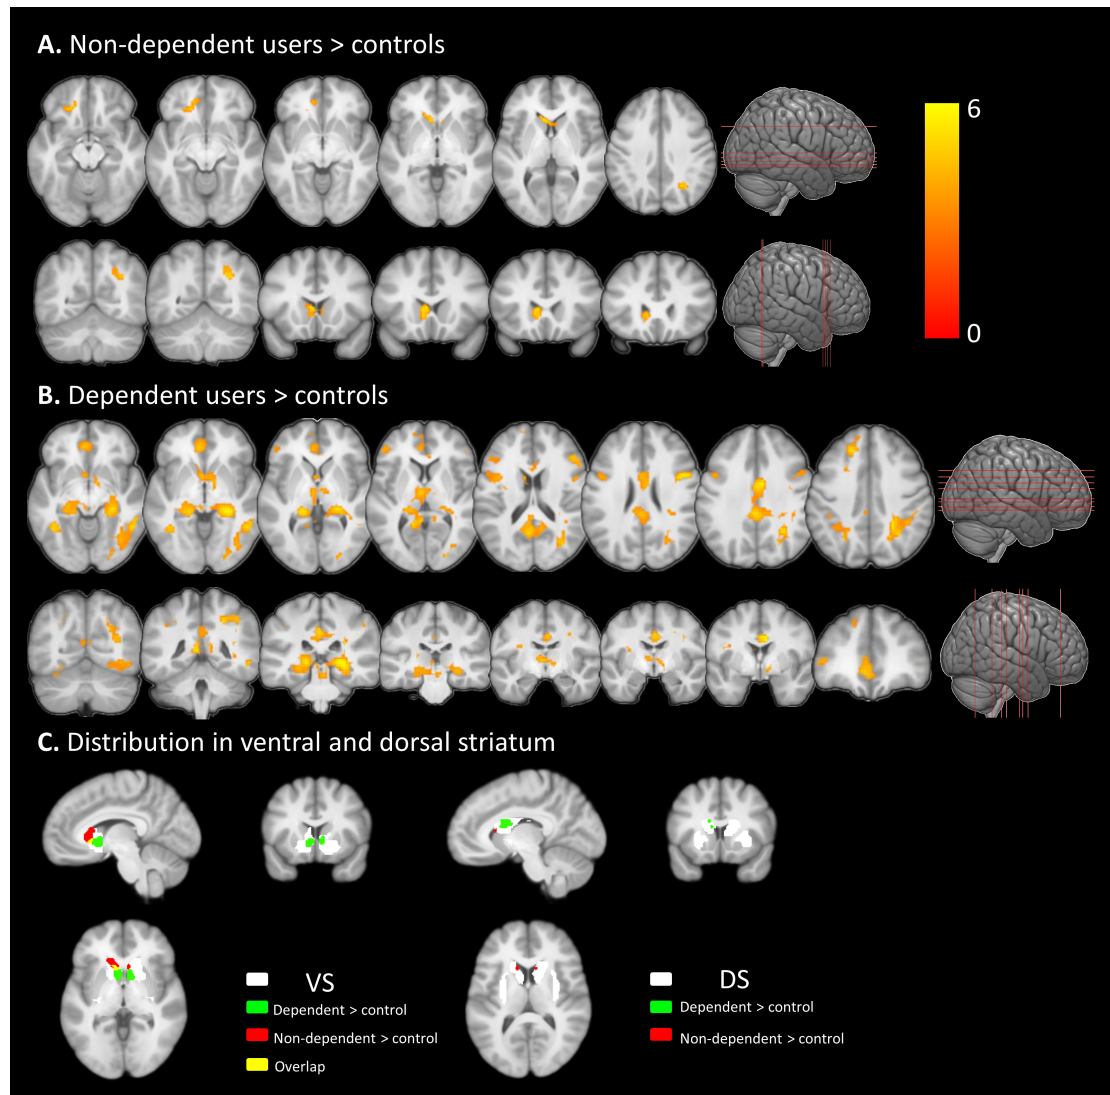 A. Non-dependent users > controls
6
0
B. Dependent users > controls
C. Distribution in ventral and dorsal striatum
VS
Dependent > control
Non-dependent > control
Overlap
DS
Dependent > control
Non-dependent > control